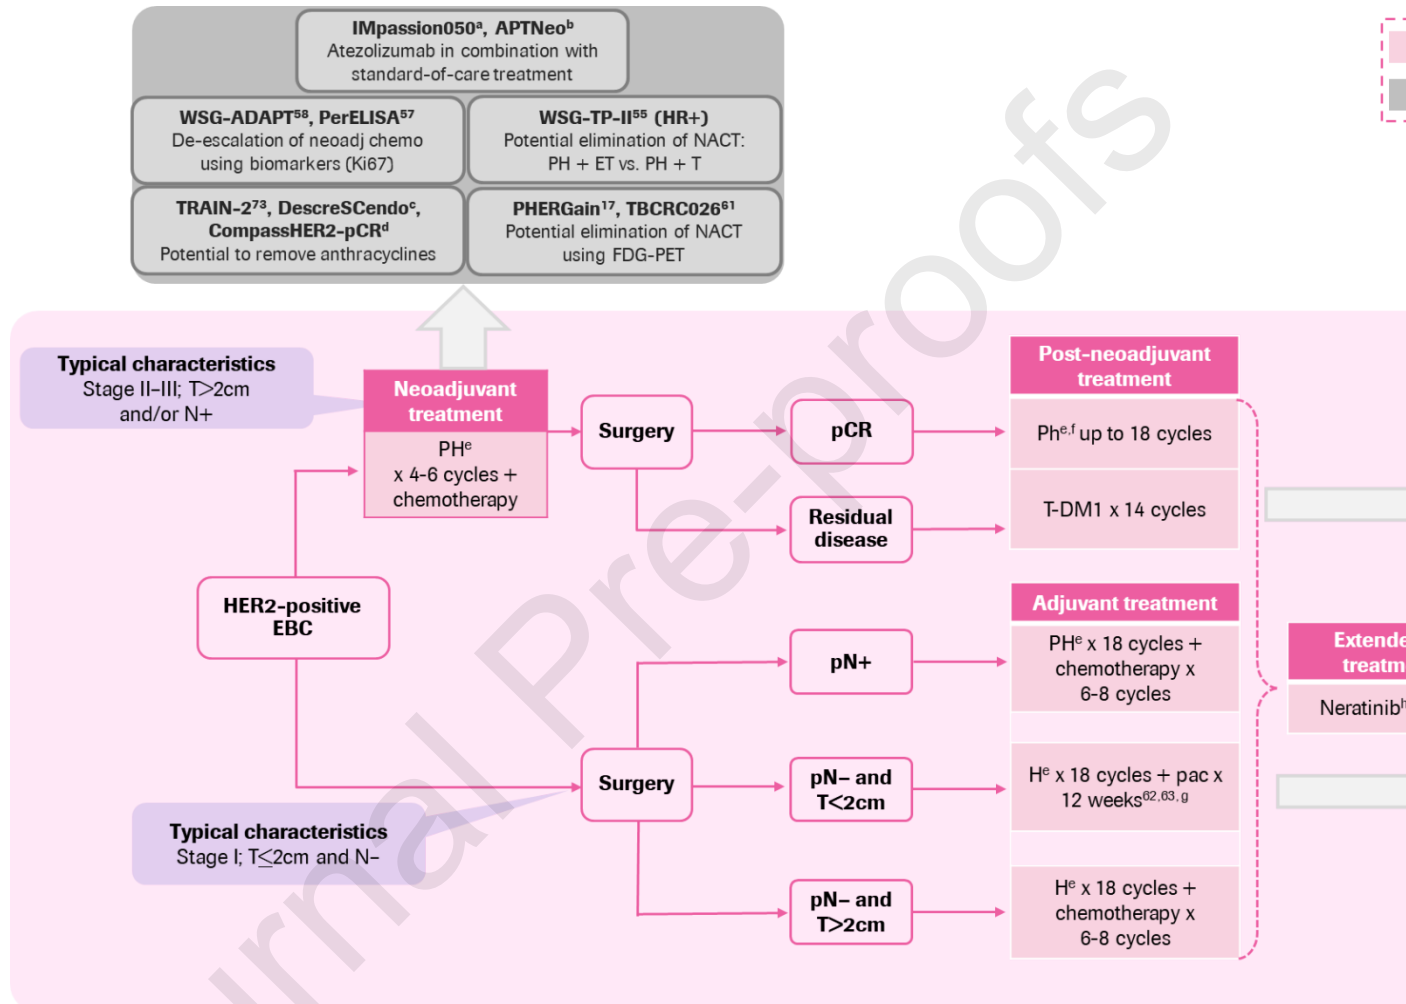 IMpassion050ᵃ, APTNeoᵇ
Atezolizumab in combination with
standard-of-care treatment
WSG-ADAPT⁵⁸, PerELISA⁵⁷
De-escalation of neoadj chemo
using biomarkers (Ki67)
WSG-TP-II⁵⁵ (HR+)
Potential elimination of NACT:
PH + ET vs. PH + T
TRAIN-2⁷³, DescreSCendoᶜ,
CompassHER2-pCRᵈ
Potential to remove anthracyclines
PHERGain¹⁷, TBCRC026⁶¹
Potential elimination of NACT
using FDG-PET
Typical characteristics
Stage II–III; T>2cm
and/or N+
Neoadjuvant
treatment
PHᵉ
x 4-6 cycles +
chemotherapy
Surgery
pCR
Residual
disease
Post-neoadjuvant
treatment
Phᵉ,ᶠ up to 18 cycles
T-DM1 x 14 cycles
HER2-positive
EBC
Surgery
Typical characteristics
Stage I; T≤2cm and N–
pN+
pN– and
T<2cm
pN– and
T>2cm
Adjuvant treatment
PHᵉ x 18 cycles +
chemotherapy x
6-8 cycles
Hᵉ x 18 cycles + pac x
12 weeks⁶²,⁶³,ᵍ
Hᵉ x 18 cycles +
chemotherapy x
6-8 cycles
Extende
treatm
Neratinibʰ
urnal Pre-proofs